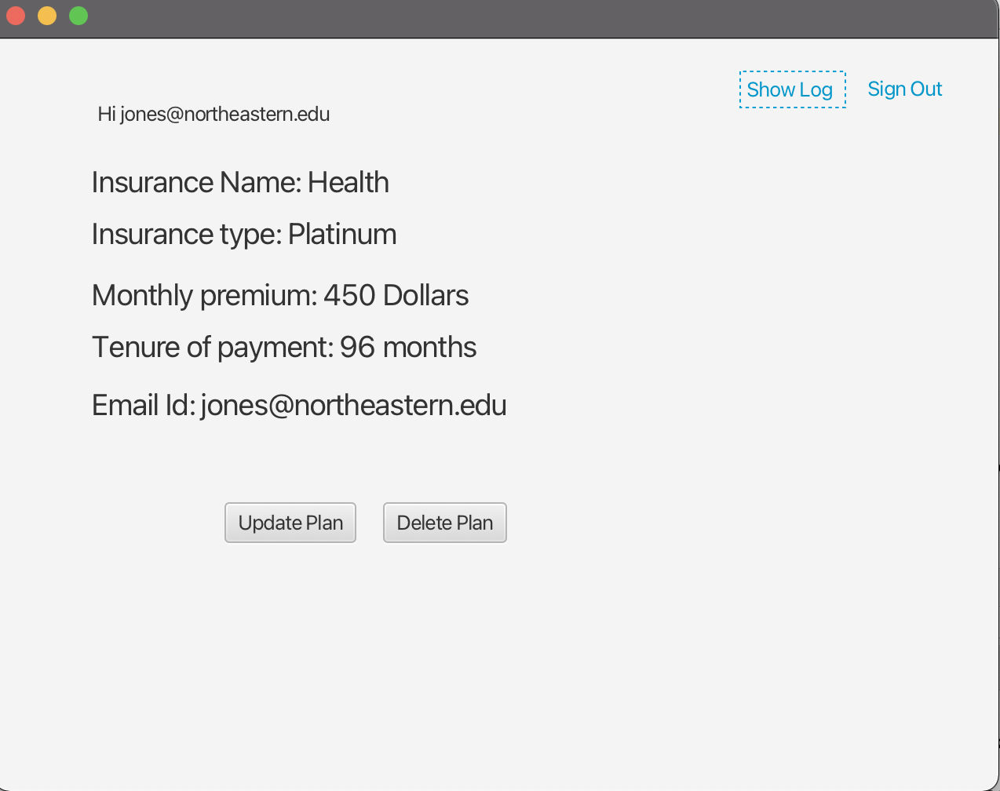 Show Log Sign Out
Hi jones@northeastern.edu
Insurance Name: Health
Insurance type: Platinum
Monthly premium: 450 Dollars
Tenure of payment: 96 months
Email Id: jones@northeastern.edu
Update Plan Delete Plan